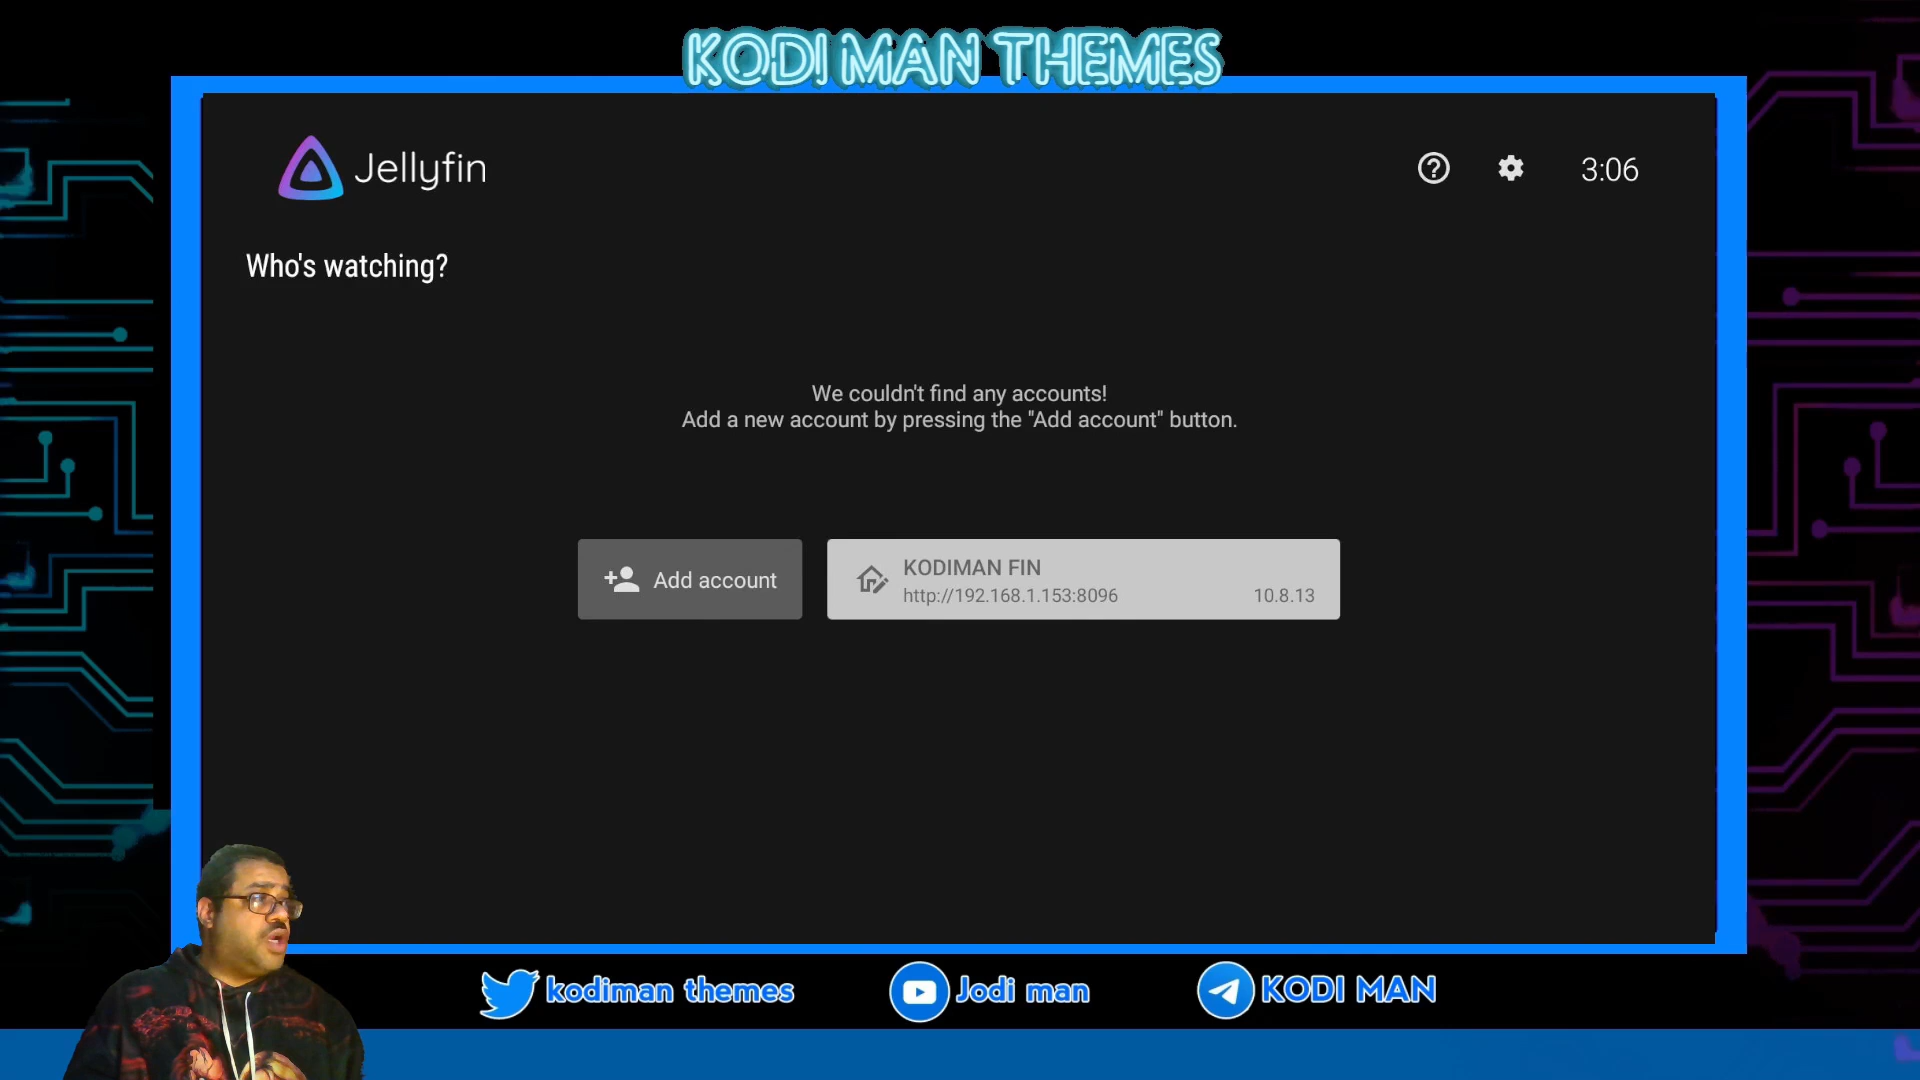 KODI MAN THEMES
Jellyfin
3:06
Who's watching?
We couldn't find any accounts!
Add a new account by pressing the "Add account" button.
Add account
KODIMAN FIN
http://192.168.1.153:8096
10.8.13
kodiman themes
Jodi man
KODI MAN